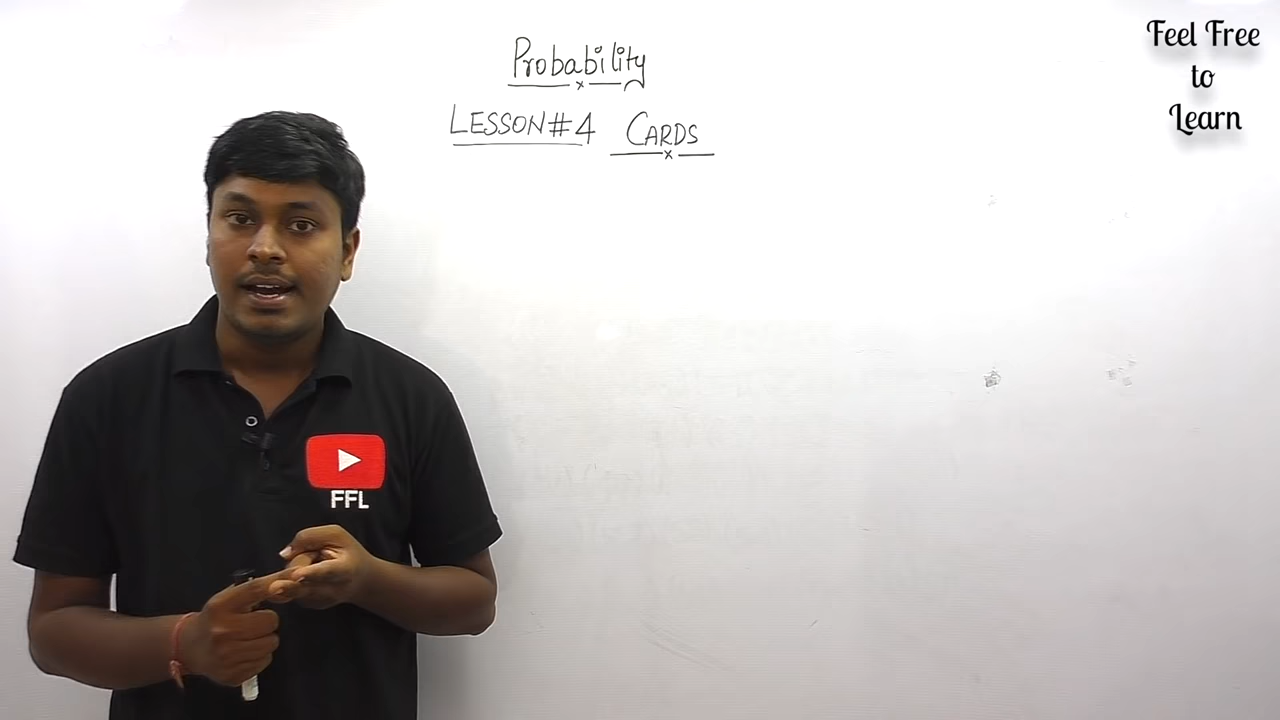 Probability
LESSON#4 CARDS
Feel Free
to
Learn
FFL